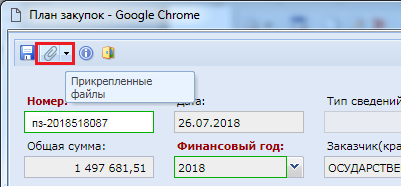 План закупок - Google Chrome
Прикрепленные
файлы
Номер: Дата: Тип сведений
пз-2018518087 26.07.2018
Общая сумма: Финансовый год: Заказчик(кра
1 497 681,51 2018 ОСУДАРСТВЕ